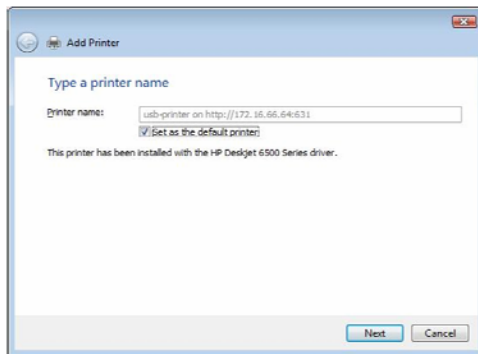 Add Printer
Type a printer name
Printer name:
usb-printer on http://172.16.66.64:631
Set as the default printer
This printer has been installed with the HP Deskjet 6500 Series driver.
Next Cancel